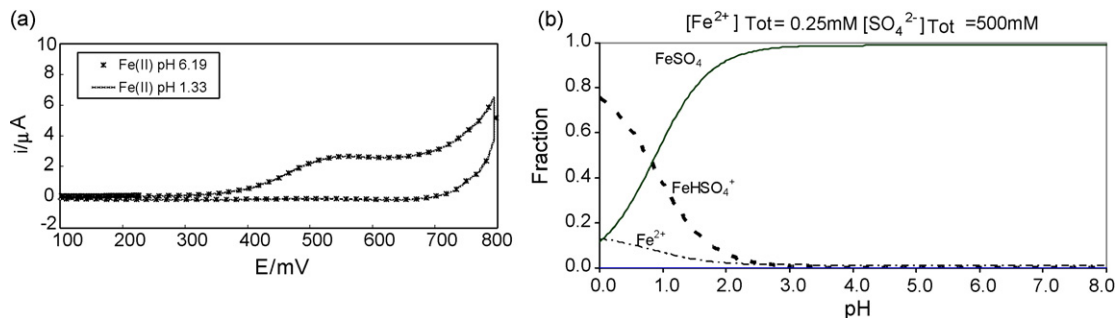 (a)
10
8
6
4
2
0
-2
i/μA
Fe(II) pH 6.19
Fe(II) pH 1.33
100 200 300 400 500 600 700 800
E/mV
(b)
[Fe²⁺] Tot= 0.25mM [SO₄²⁻]Tot =500mM
1.0
0.8
0.6
0.4
0.2
0.0
Fraction
FeSO₄
FeHSO₄⁺
Fe²⁺
0.0 1.0 2.0 3.0 4.0 5.0 6.0 7.0 8.0
pH